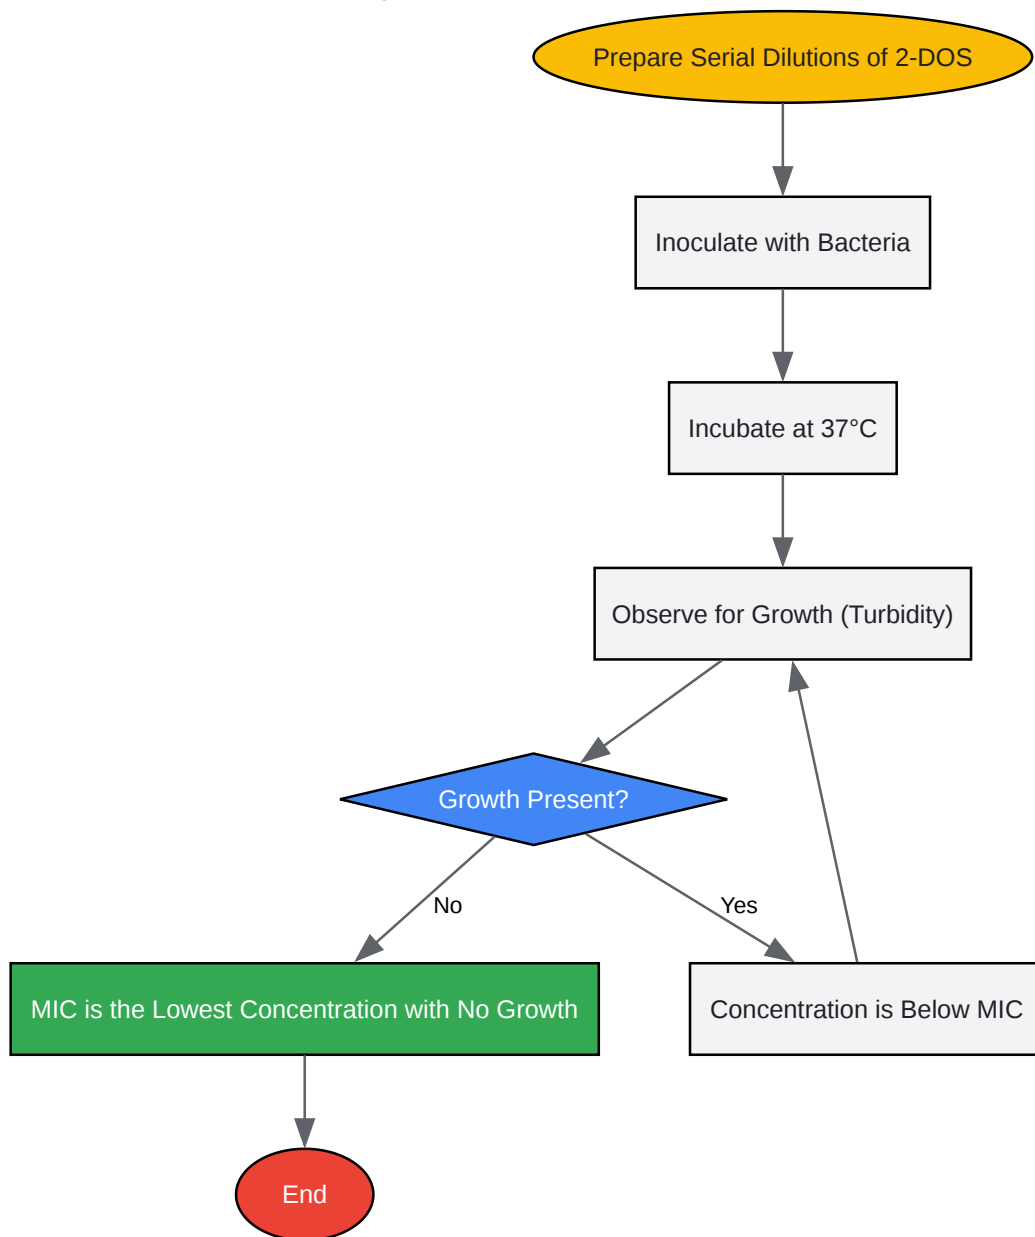 Prepare Serial Dilutions of 2-DOS
Inoculate with Bacteria
Incubate at 37°C
Observe for Growth (Turbidity)
Growth Present?
No
Yes
MIC is the Lowest Concentration with No Growth
Concentration is Below MIC
End